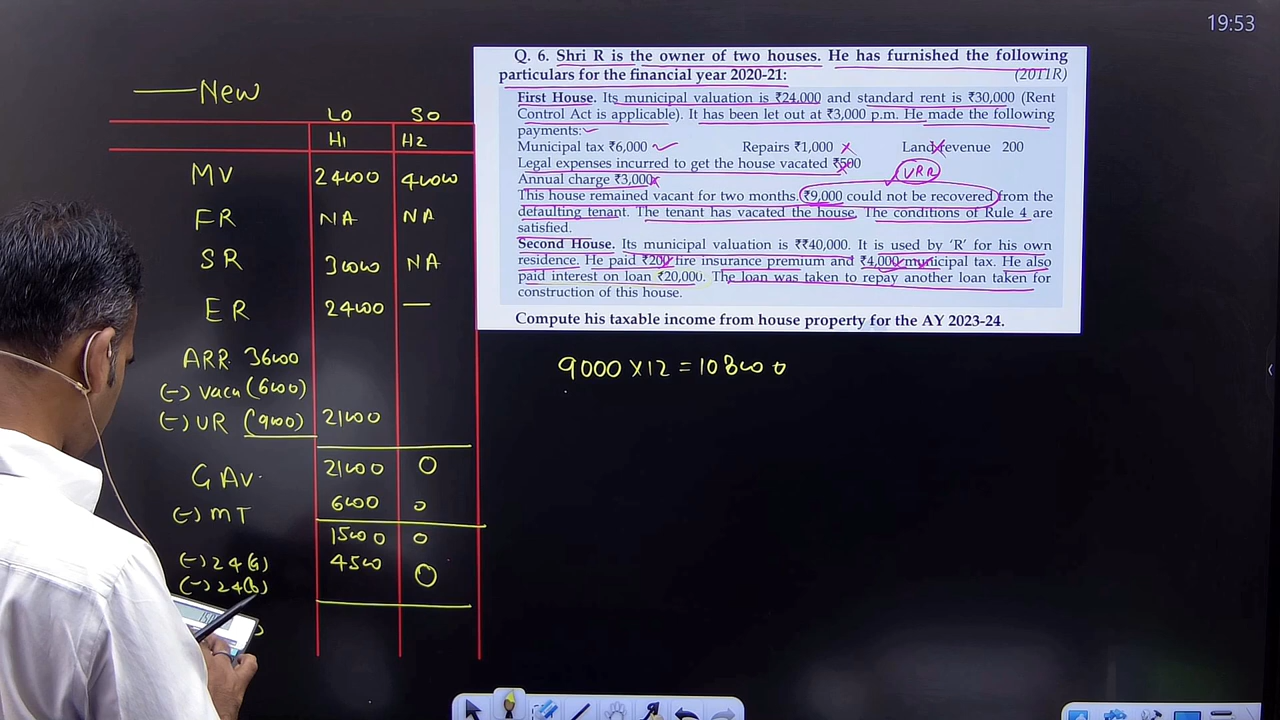 19:53
Q. 6. Shri R is the owner of two houses. He has furnished the following
particulars for the financial year 2020-21: (20T1R)
First House. Its municipal valuation is ₹24,000 and standard rent is ₹30,000 (Rent
Control Act is applicable). It has been let out at ₹3,000 p.m. He made the following
payments:
Municipal tax ₹6,000 Repairs ₹1,000 Land revenue 200
Legal expenses incurred to get the house vacated ₹500
VRR
Annual charge ₹3,000
This house remained vacant for two months. ₹9,000 could not be recovered from the
defaulting tenant. The tenant has vacated the house. The conditions of Rule 4 are
satisfied.
Second House. Its municipal valuation is ₹₹40,000. It is used by ‘R’ for his own
residence. He paid ₹200 fire insurance premium and ₹4,000 municipal tax. He also
paid interest on loan ₹20,000. The loan was taken to repay another loan taken for
construction of this house.
Compute his taxable income from house property for the AY 2023-24.
New
LO SO
H1 H2
MV 24000 40000
FR NA NA
SR 30000 NA
ER 24000 —
ARR 36000
(-) vaca (6000)
(-) UR (9000) 21000
GAV 21000 0
(-) MT 6000 0
15000 0
(-) 24(a) 4500
(-) 24(b) 0
9000 × 12 = 108000